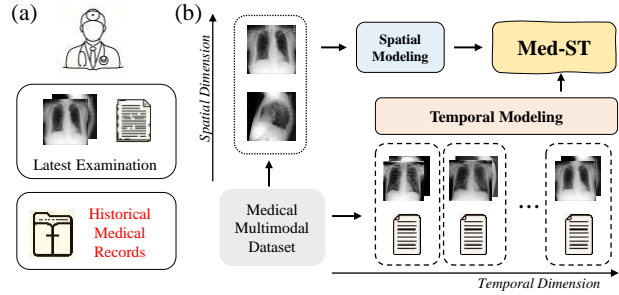 (a)
Latest Examination
Historical
Medical
Records
(b)
Spatial Dimension
Spatial
Modeling
Med-ST
Temporal Modeling
Medical
Multimodal
Dataset
...
Temporal Dimension